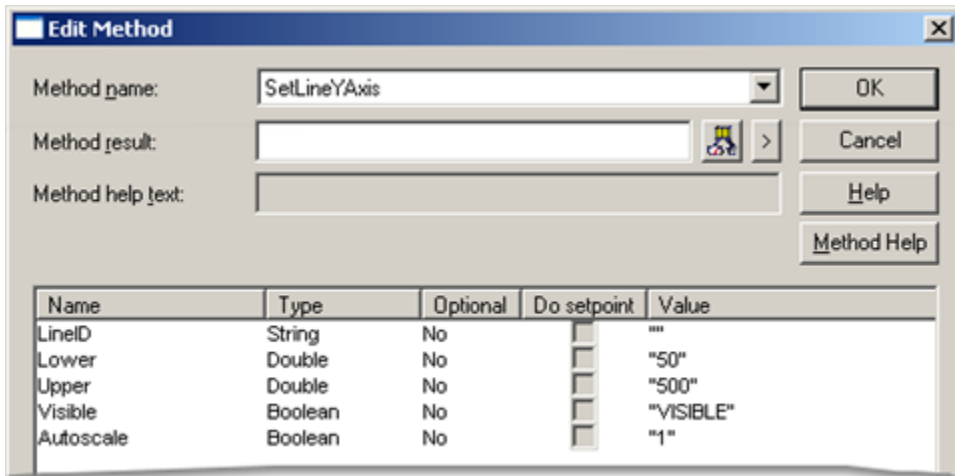 Edit Method
Method name: SetLineYAxis OK
Method result: > Cancel
Method help text: Help
Method Help
Name Type Optional Do setpoint Value
LineID String No ""
Lower Double No "50"
Upper Double No "500"
Visible Boolean No "VISIBLE"
Autoscale Boolean No "1"